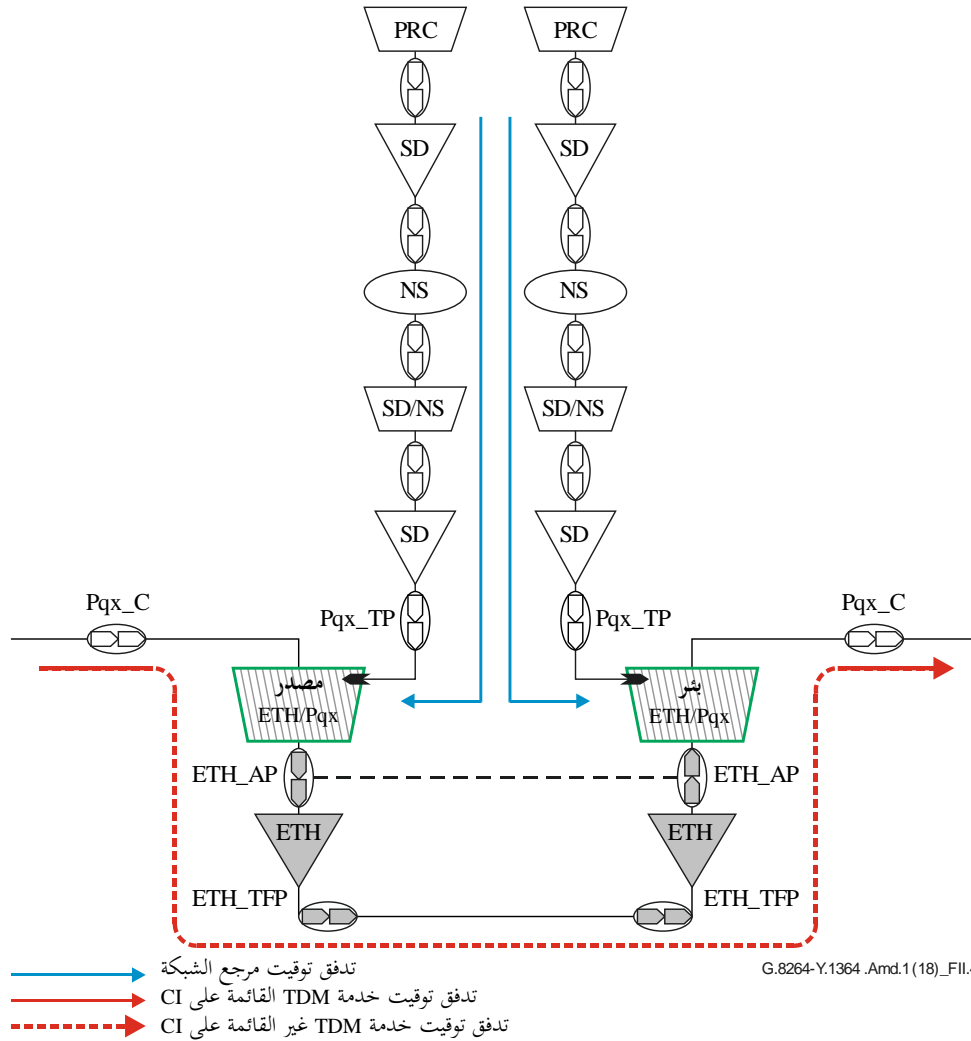 PRC PRC
SD SD
NS NS
SD/NS SD/NS
SD SD
Pqx_C Pqx_TP Pqx_TP Pqx_C
مصدر بئر
ETH/Pqx ETH/Pqx
ETH_AP ETH_AP
ETH ETH
ETH_TFP ETH_TFP
تدفق توقيت مرجع الشبكة
G.8264-Y.1364 .Amd.1(18)_FII.
تدفق توقيت خدمة TDM القائمة على CI
تدفق توقيت خدمة TDM غير القائمة على CI